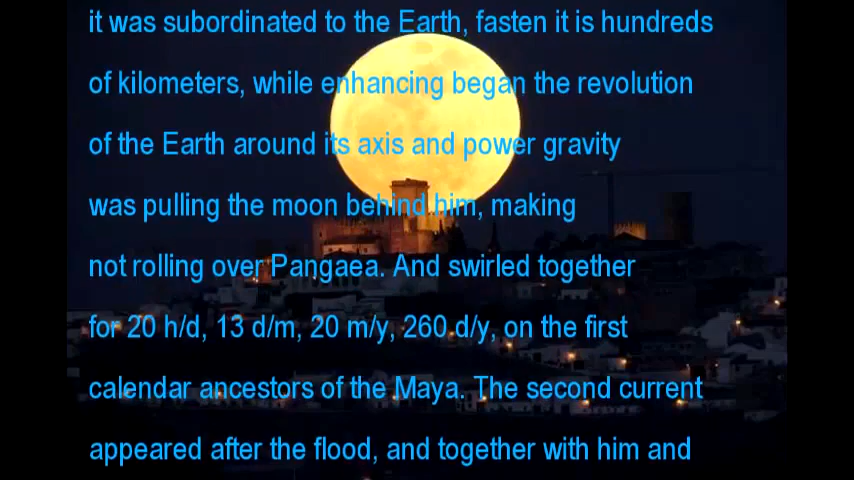 it was subordinated to the Earth, fasten it is hundreds
of kilometers, while enhancing began the revolution
of the Earth around its axis and power gravity
was pulling the moon behind him, making
not rolling over Pangaea. And swirled together
for 20 h/d, 13 d/m, 20 m/y, 260 d/y, on the first
calendar ancestors of the Maya. The second current
appeared after the flood, and together with him and